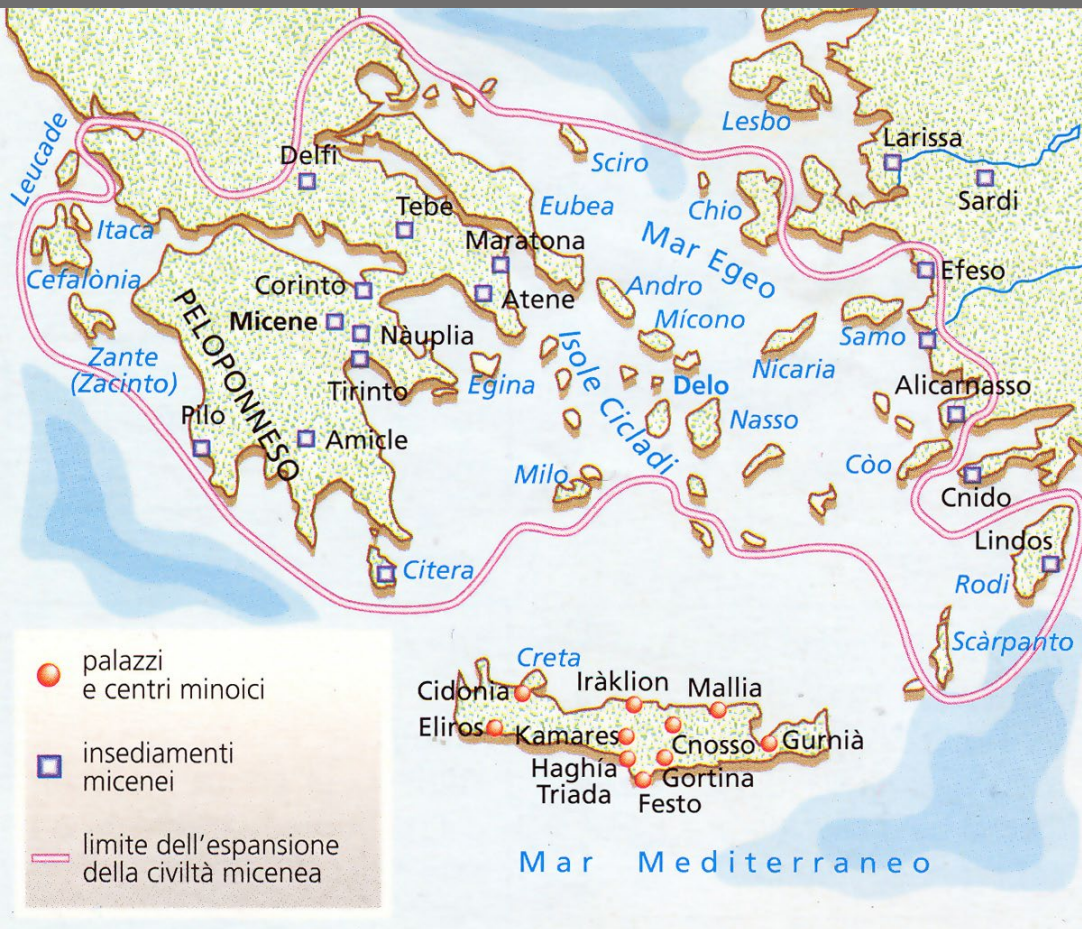 Leucade
Delfi
Tebe
Sciro
Lesbo
Larissa
Sardi
Itaca
Eubea
Chio
Cefalònia
Maratona
Mar Egeo
Efeso
Corinto
Atene
Andro
Micene
Nàuplia
Mícono
Samo
Zante
(Zacinto)
PELOPONNESO
Tirinto
Egina
Isole Cicladi
Delo
Nicaria
Alicarnasso
Pilo
Amicle
Nasso
Milo
Còo
Cnido
Lindos
Citera
Rodi
Scàrpanto
Creta
Cidonia
Iràklion
Mallia
Eliros
Kamares
Cnosso
Gurnià
Haghía
Triada
Gortina
Festo
Mar Mediterraneo
palazzi
e centri minoici
insediamenti
micenei
limite dell'espansione
della civiltà micenea